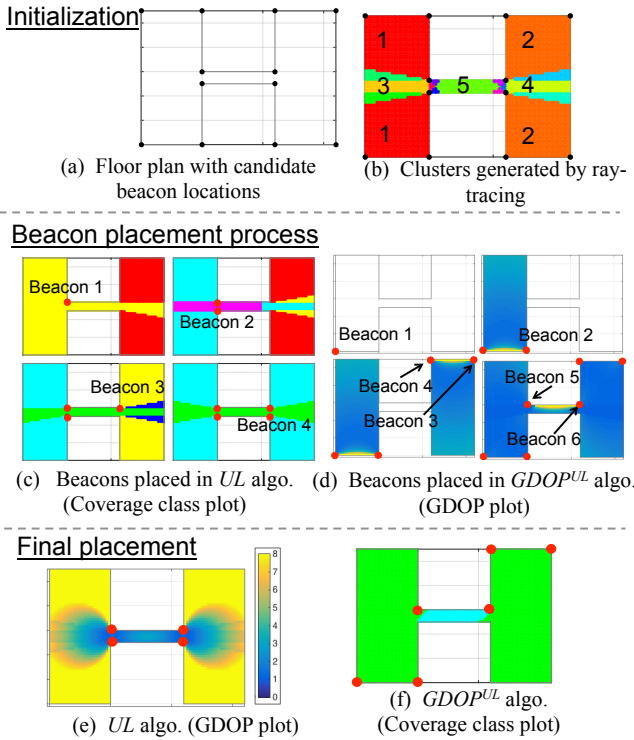 Initialization
1
2
3
5
4
1
2
(a) Floor plan with candidate
beacon locations
(b) Clusters generated by ray-
tracing
Beacon placement process
Beacon 1
Beacon 2
Beacon 3
Beacon 4
Beacon 1
Beacon 2
Beacon 4
Beacon 3
Beacon 5
Beacon 6
(c) Beacons placed in UL algo.
(Coverage class plot)
(d) Beacons placed in GDOP^UL algo.
(GDOP plot)
Final placement
8
7
6
5
4
3
2
1
0
(e) UL algo. (GDOP plot)
(f) GDOP^UL algo.
(Coverage class plot)